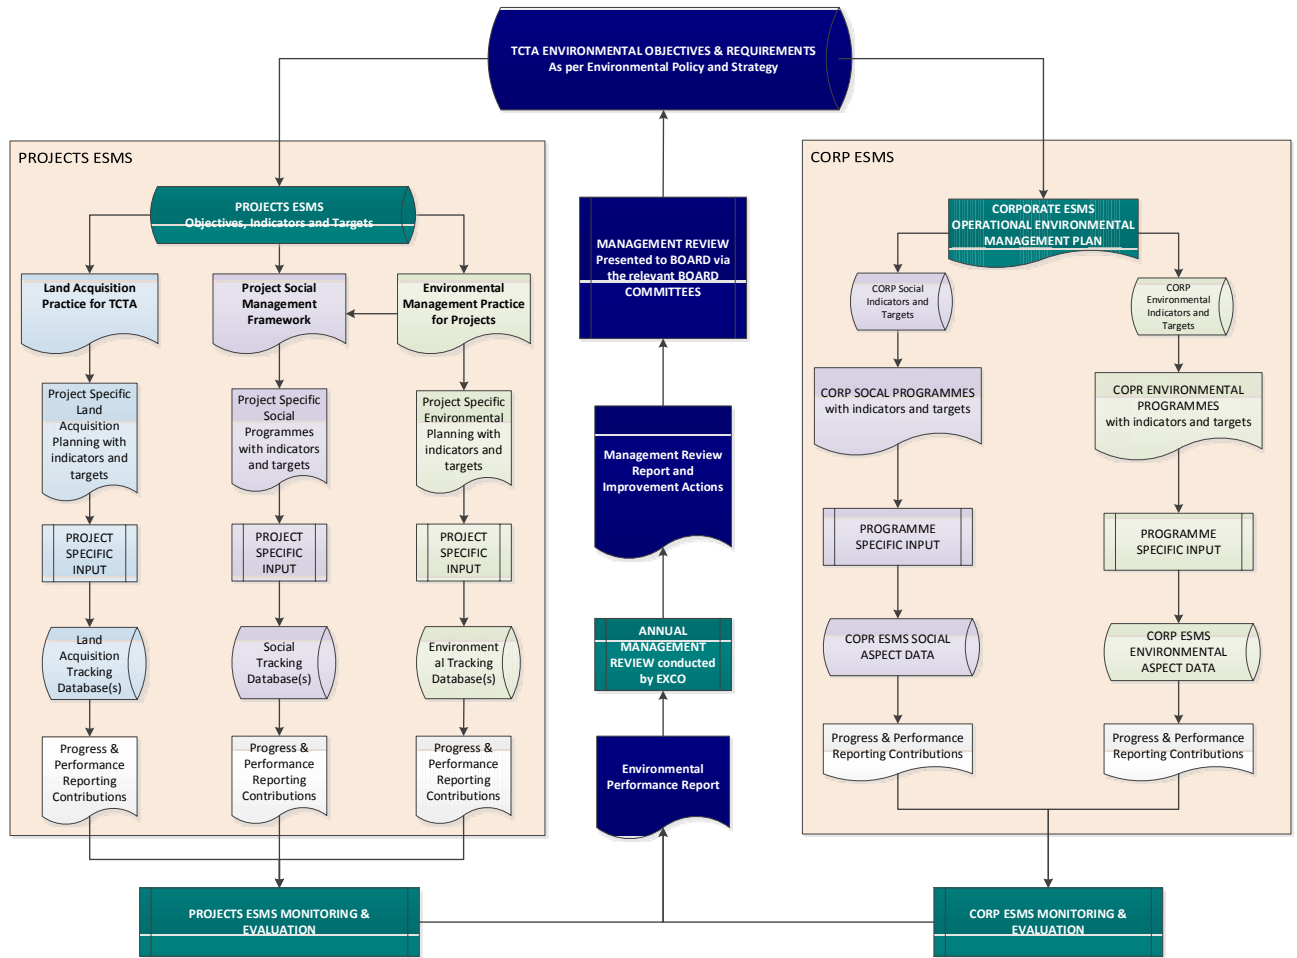 TCTA ENVIRONMENTAL OBJECTIVES & REQUIREMENTS
As per Environmental Policy and Strategy
PROJECTS ESMS
PROJECTS ESMS
Objectives, Indicators and Targets
Land Acquisition
Practice for TCTA
Project Social
Management
Framework
Environmental
Management Practice
for Projects
Project Specific
Land
Acquisition
Planning with
indicators and
targets
Project Specific
Social
Programmes
with indicators
and targets
Project Specific
Environmental
Planning with
indicators and
targets
PROJECT
SPECIFIC
INPUT
PROJECT
SPECIFIC
INPUT
PROJECT
SPECIFIC
INPUT
Land
Acquisition
Tracking
Database(s)
Social
Tracking
Database(s)
Environment
al Tracking
Database(s)
Progress &
Performance
Reporting
Contributions
Progress &
Performance
Reporting
Contributions
Progress &
Performance
Reporting
Contributions
PROJECTS ESMS MONITORING &
EVALUATION
MANAGEMENT REVIEW
Presented to BOARD via
the relevant BOARD
COMMITTEES
Management Review
Report and
Improvement Actions
ANNUAL
MANAGEMENT
REVIEW conducted
by EXCO
Environmental
Performance Report
CORP ESMS
CORPORATE ESMS
OPERATIONAL ENVIRONMENTAL
MANAGEMENT PLAN
CORP Social
Indicators and
Targets
CORP
Environmental
Indicators and
Targets
CORP SOCAL PROGRAMMES
with indicators and targets
COPR ENVIRONMENTAL
PROGRAMMES
with indicators and targets
PROGRAMME
SPECIFIC INPUT
PROGRAMME
SPECIFIC INPUT
COPR ESMS SOCIAL
ASPECT DATA
CORP ESMS
ENVIRONMENTAL
ASPECT DATA
Progress & Performance
Reporting Contributions
Progress & Performance
Reporting Contributions
CORP ESMS MONITORING &
EVALUATION